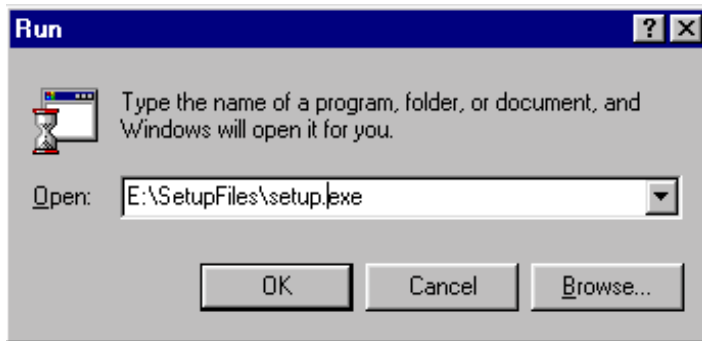 Run
Type the name of a program, folder, or document, and
Windows will open it for you.
Open: E:\SetupFiles\setup.exe
OK Cancel Browse...